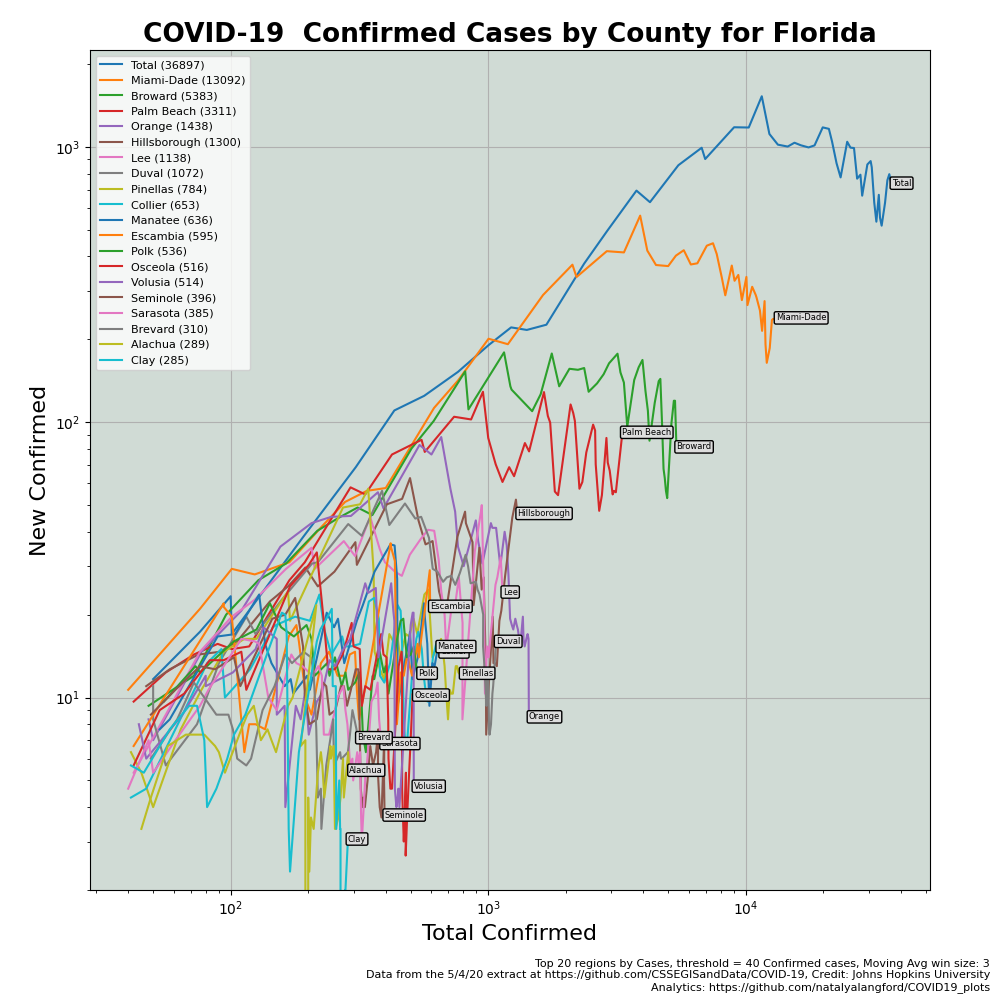 COVID-19  Confirmed Cases by County for Florida
Total (36897)
Miami-Dade (13092)
Broward (5383)
Palm Beach (3311)
Orange (1438)
Hillsborough (1300)
Lee (1138)
Duval (1072)
Pinellas (784)
Collier (653)
Manatee (636)
Escambia (595)
Polk (536)
Osceola (516)
Volusia (514)
Seminole (396)
Sarasota (385)
Brevard (310)
Alachua (289)
Clay (285)
10³
10²
10¹
New Confirmed
Total
Miami-Dade
Palm Beach
Broward
Hillsborough
Lee
Escambia
Duval
Manatee
Polk
Pinellas
Osceola
Orange
Brevard
Sarasota
Alachua
Volusia
Seminole
Clay
10²
10³
10⁴
Total Confirmed
Top 20 regions by Cases, threshold = 40 Confirmed cases, Moving Avg win size: 3
Data from the 5/4/20 extract at https://github.com/CSSEGISandData/COVID-19, Credit: Johns Hopkins University
Analytics: https://github.com/natalyalangford/COVID19_plots